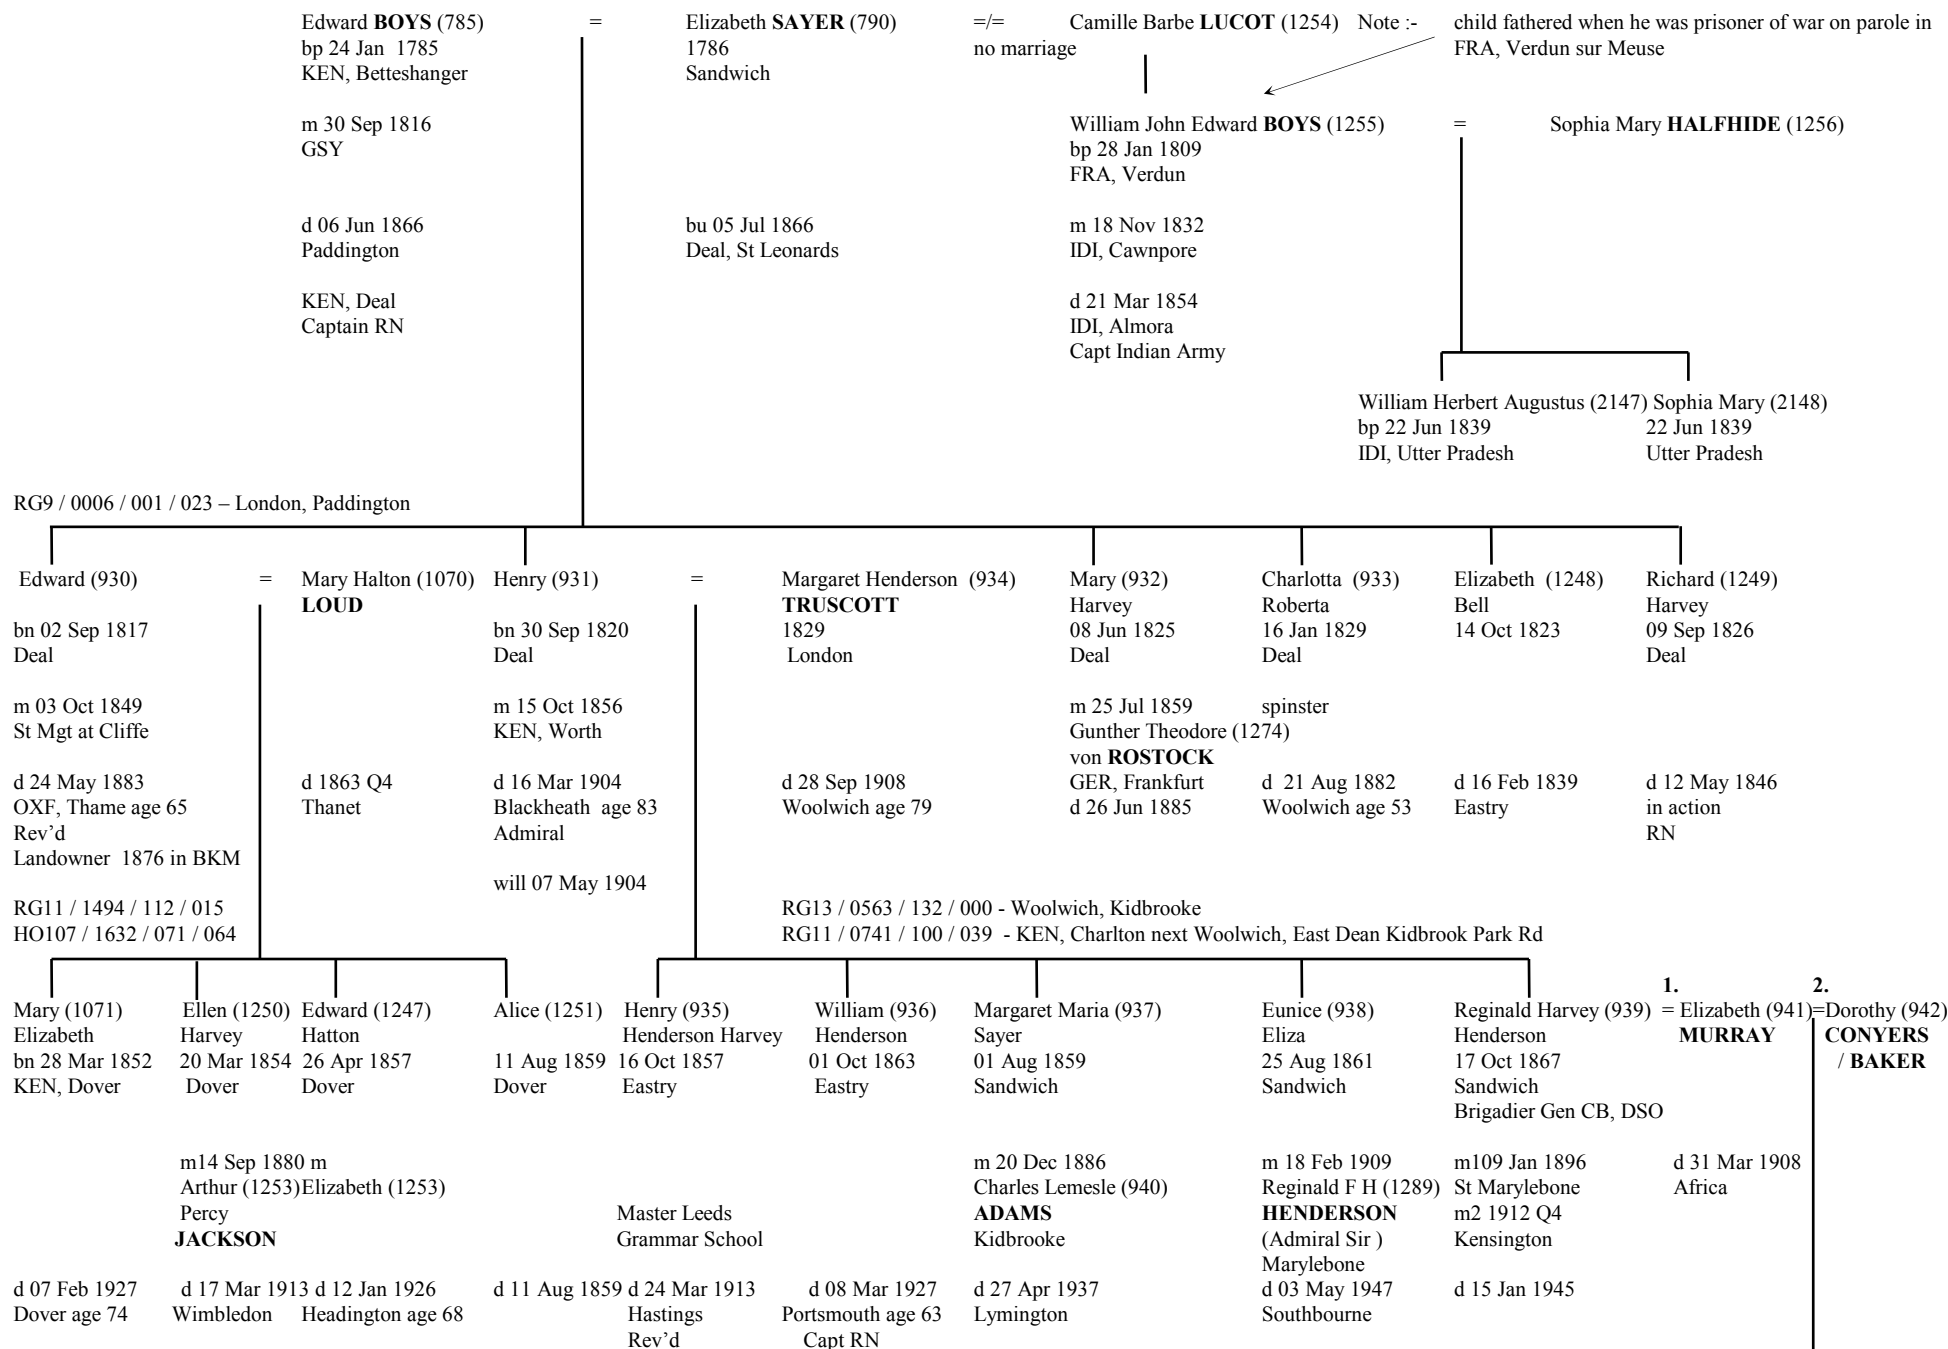 Edward BOYS (785) = Elizabeth SAYER (790) =/= Camille Barbe LUCOT (1254) Note :- child fathered when he was prisoner of war on parole in
bp 24 Jan 1785 1786 no marriage FRA, Verdun sur Meuse
KEN, Betteshanger Sandwich
m 30 Sep 1816 William John Edward BOYS (1255) = Sophia Mary HALFHIDE (1256)
GSY bp 28 Jan 1809
FRA, Verdun
d 06 Jun 1866 bu 05 Jul 1866 m 18 Nov 1832
Paddington Deal, St Leonards IDI, Cawnpore
KEN, Deal d 21 Mar 1854
Captain RN IDI, Almora
Capt Indian Army
William Herbert Augustus (2147) Sophia Mary (2148)
bp 22 Jun 1839 22 Jun 1839
IDI, Utter Pradesh Utter Pradesh
RG9 / 0006 / 001 / 023 – London, Paddington
Edward (930) = Mary Halton (1070) Henry (931) = Margaret Henderson (934) Mary (932) Charlotta (933) Elizabeth (1248) Richard (1249)
LOUD TRUSCOTT Harvey Roberta Bell Harvey
bn 02 Sep 1817 bn 30 Sep 1820 1829 08 Jun 1825 16 Jan 1829 14 Oct 1823 09 Sep 1826
Deal Deal London Deal Deal Deal
m 03 Oct 1849 m 15 Oct 1856 m 25 Jul 1859 spinster
St Mgt at Cliffe KEN, Worth Gunther Theodore (1274)
von ROSTOCK
d 24 May 1883 d 1863 Q4 d 16 Mar 1904 d 28 Sep 1908 GER, Frankfurt d 21 Aug 1882 d 16 Feb 1839 d 12 May 1846
OXF, Thame age 65 Thanet Blackheath age 83 Woolwich age 79 d 26 Jun 1885 Woolwich age 53 Eastry in action
Rev'd Admiral RN
Landowner 1876 in BKM
will 07 May 1904
RG11 / 1494 / 112 / 015 RG13 / 0563 / 132 / 000 - Woolwich, Kidbrooke
HO107 / 1632 / 071 / 064 RG11 / 0741 / 100 / 039 - KEN, Charlton next Woolwich, East Dean Kidbrook Park Rd
1. 2.
Mary (1071) Ellen (1250) Edward (1247) Alice (1251) Henry (935) William (936) Margaret Maria (937) Eunice (938) Reginald Harvey (939) = Elizabeth (941) =Dorothy (942)
Elizabeth Harvey Hatton Henderson Harvey Henderson Sayer Eliza Henderson MURRAY CONYERS
bn 28 Mar 1852 20 Mar 1854 26 Apr 1857 11 Aug 1859 16 Oct 1857 01 Oct 1863 01 Aug 1859 25 Aug 1861 17 Oct 1867 / BAKER
KEN, Dover Dover Dover Dover Eastry Eastry Sandwich Sandwich Sandwich
Brigadier Gen CB, DSO
m14 Sep 1880 m m 20 Dec 1886 m 18 Feb 1909 m109 Jan 1896 d 31 Mar 1908
Arthur (1253)Elizabeth (1253) Charles Lemesle (940) Reginald F H (1289) St Marylebone Africa
Percy Master Leeds ADAMS HENDERSON m2 1912 Q4
JACKSON Grammar School Kidbrooke (Admiral Sir ) Kensington
Marylebone
d 07 Feb 1927 d 17 Mar 1913 d 12 Jan 1926 d 11 Aug 1859 d 24 Mar 1913 d 08 Mar 1927 d 27 Apr 1937 d 03 May 1947 d 15 Jan 1945
Dover age 74 Wimbledon Headington age 68 Hastings Portsmouth age 63 Lymington Southbourne
Rev'd Capt RN